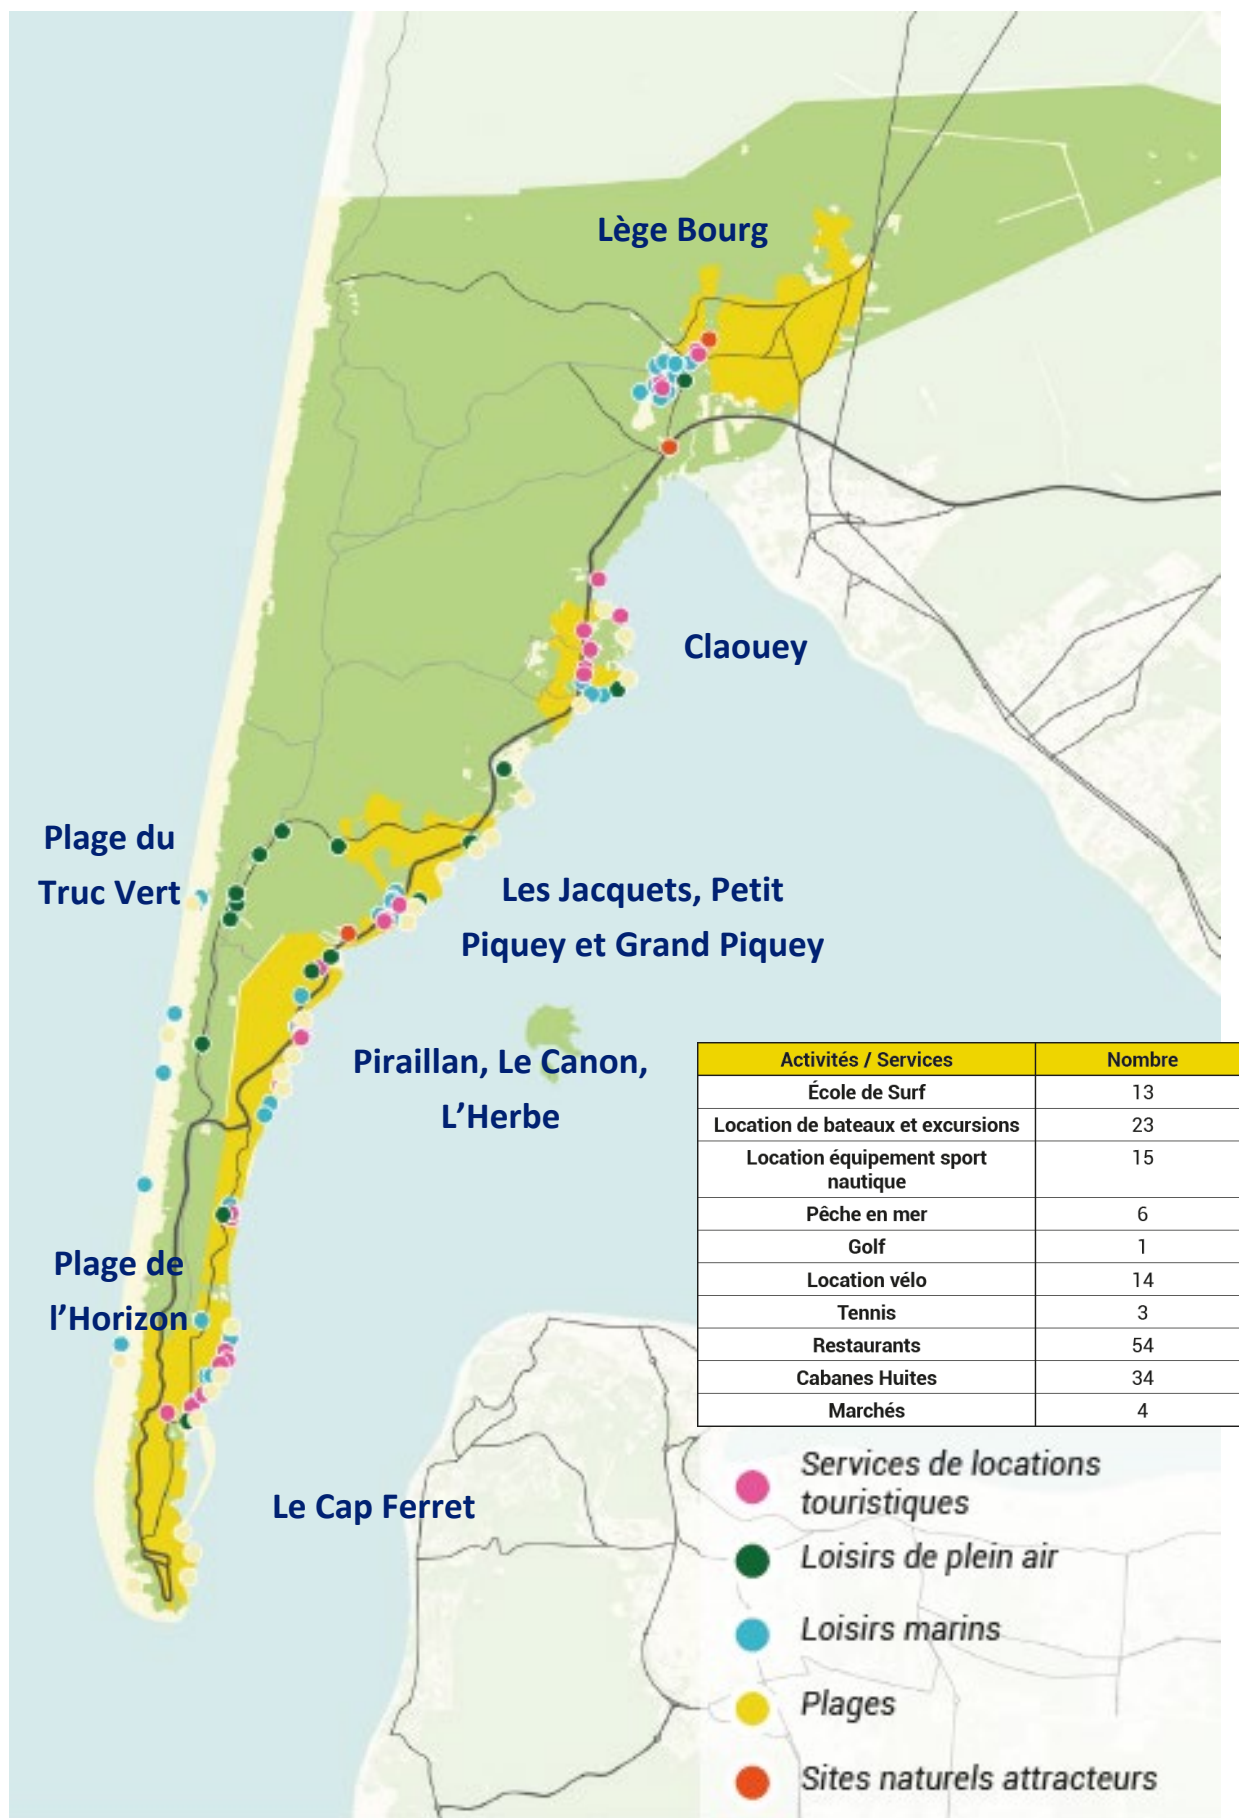 Lège Bourg
Claouey
Plage du
Truc Vert
Les Jacquets, Petit
Piquey et Grand Piquey
Piraillan, Le Canon,
L'Herbe
Activités / Services Nombre
École de Surf 13
Location de bateaux et excursions 23
Location équipement sport
nautique 15
Pêche en mer 6
Golf 1
Location vélo 14
Tennis 3
Restaurants 54
Cabanes Huites 34
Marchés 4
Plage de
l'Horizon
Le Cap Ferret
Services de locations
touristiques
Loisirs de plein air
Loisirs marins
Plages
Sites naturels attracteurs